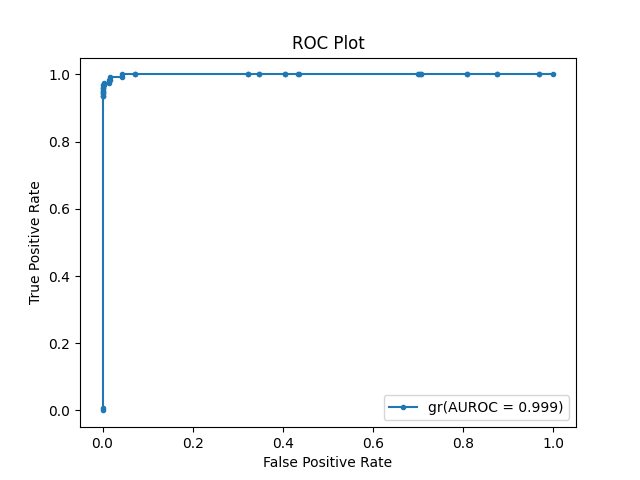 ROC Plot
True Positive Rate
1.0
0.8
0.6
0.4
0.2
0.0
0.0 0.2 0.4 0.6 0.8 1.0
False Positive Rate
gr(AUROC = 0.999)